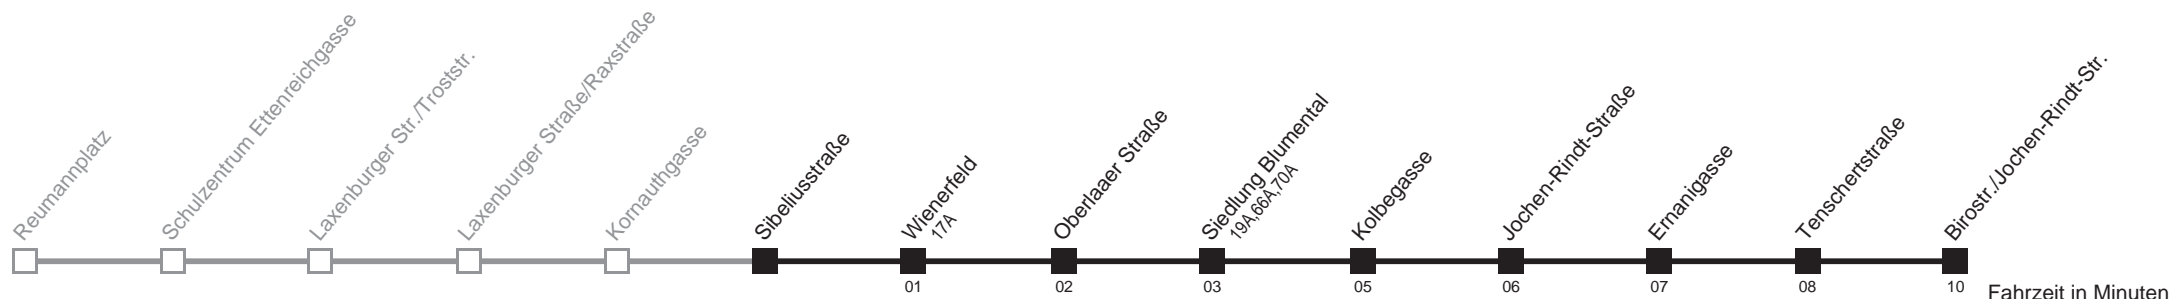 Reumannplatz
Schulzentrum Ettenreichgasse
Laxenburger Str./Troststr.
Laxenburger Straße/Raxstraße
Kornauthgasse
Sibeliusstraße
Wienerfeld
17A
Oberlaaer Straße
Siedlung Blumental
19A,66A,70A
Kolbegasse
Jochen-Rindt-Straße
Ernanigasse
Tenschertstraße
Birostr./Jochen-Rindt-Str.
01 02 03 05 06 07 08 10 Fahrzeit in Minuten